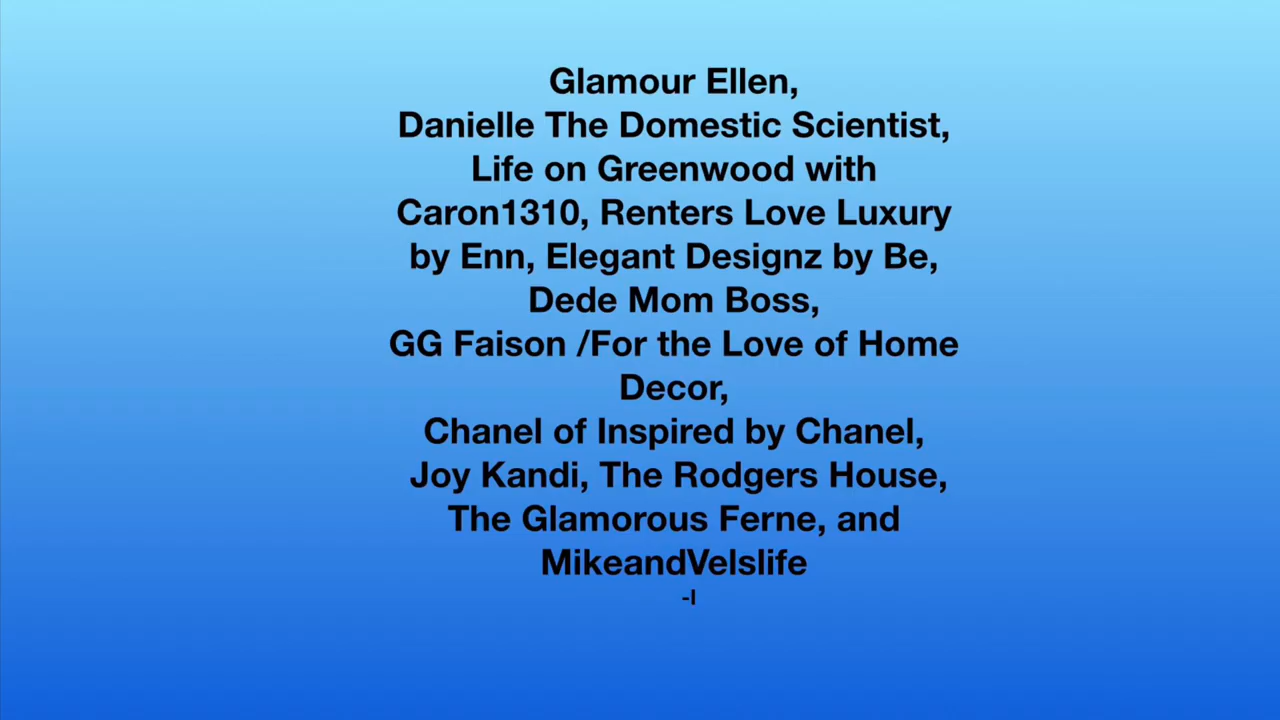 Glamour Ellen,
Danielle The Domestic Scientist,
Life on Greenwood with
Caron1310, Renters Love Luxury
by Enn, Elegant Designz by Be,
Dede Mom Boss,
GG Faison /For the Love of Home
Decor,
Chanel of Inspired by Chanel,
Joy Kandi, The Rodgers House,
The Glamorous Ferne, and
MikeandVelslife
-I